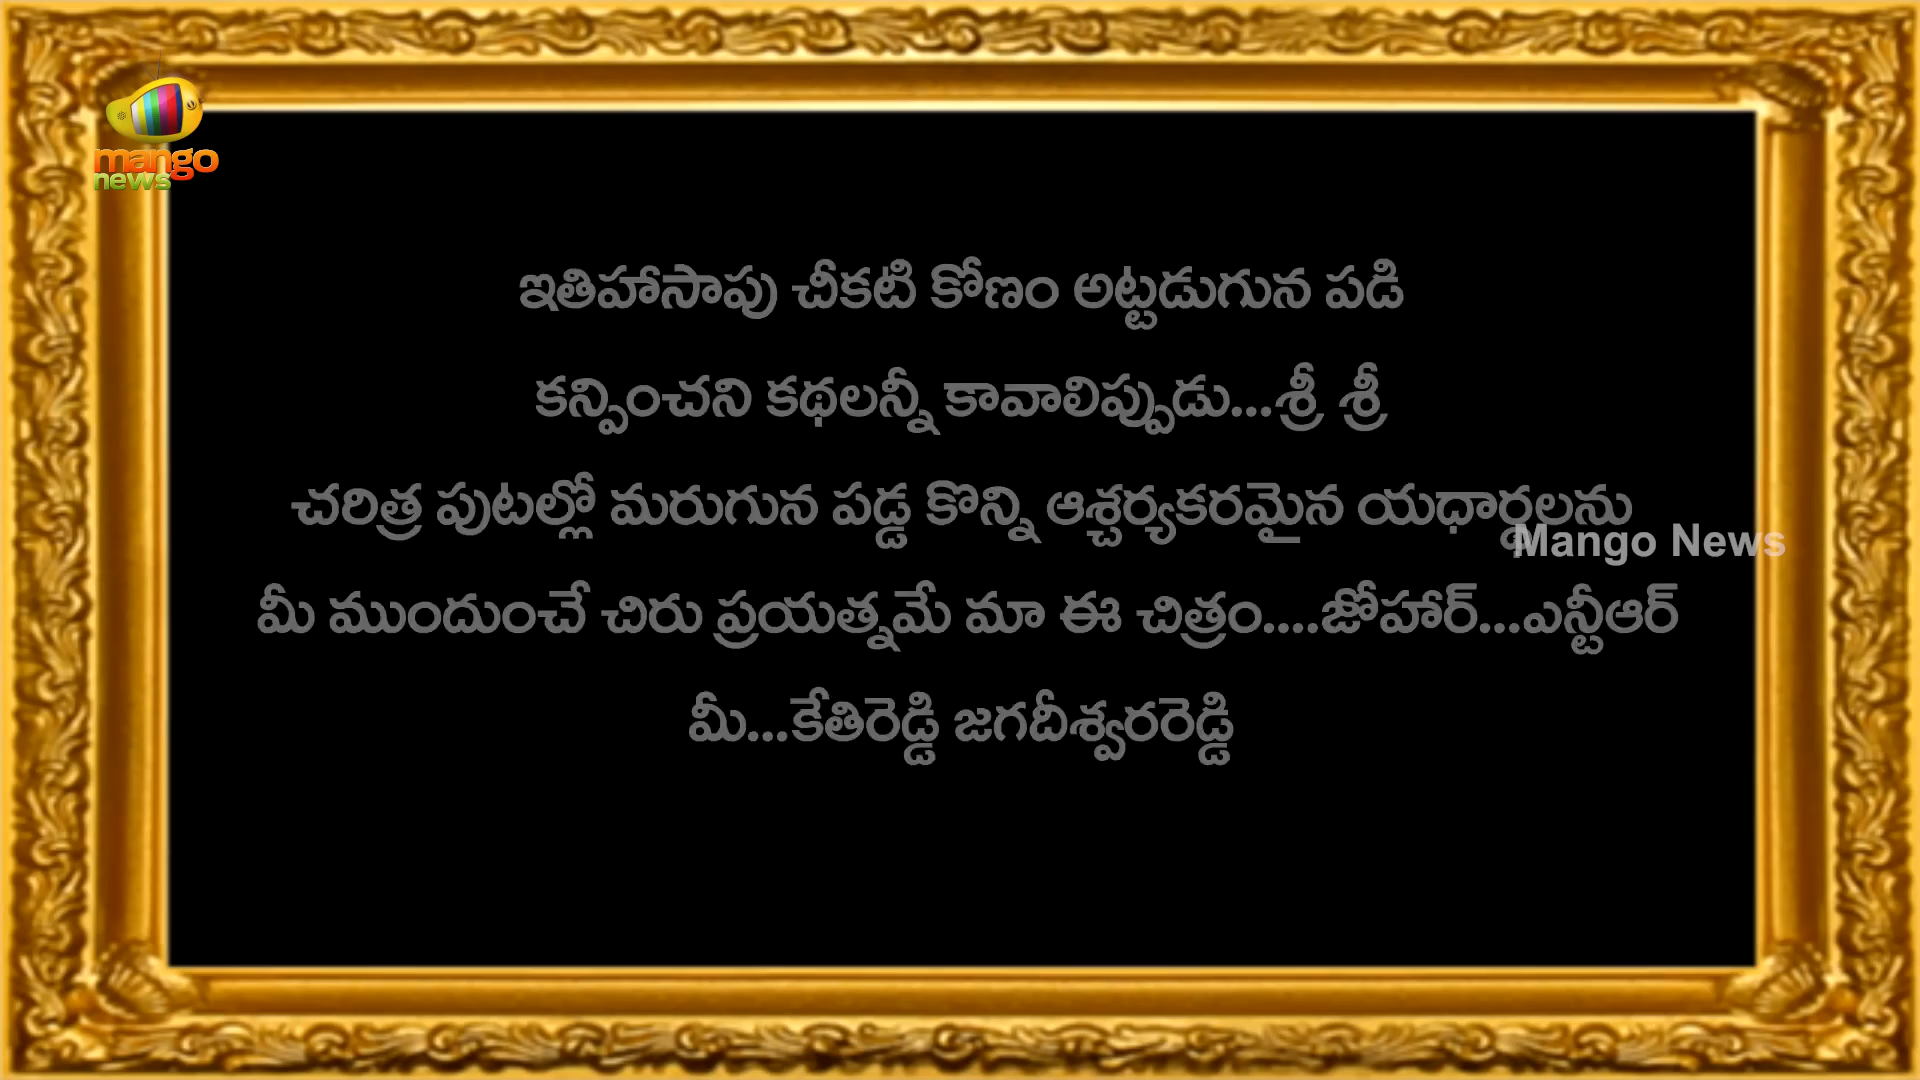 mango
news
ఇతిహాసాపు చీకటి కోణం అట్టడుగున పడి
కన్పించని కథలన్నీ కావాలిప్పుడు...శ్రీ శ్రీ
చరిత్ర పుటల్లో మరుగున పడ్డ కొన్ని ఆశ్చర్యకరమైన యధార్థలను
Mango News
మీ ముందుంచే చిరు ప్రయత్నమే మా ఈ చిత్రం....జోహార్...ఎన్టీఆర్
మీ...కేతిరెడ్డి జగదీశ్వరరెడ్డి